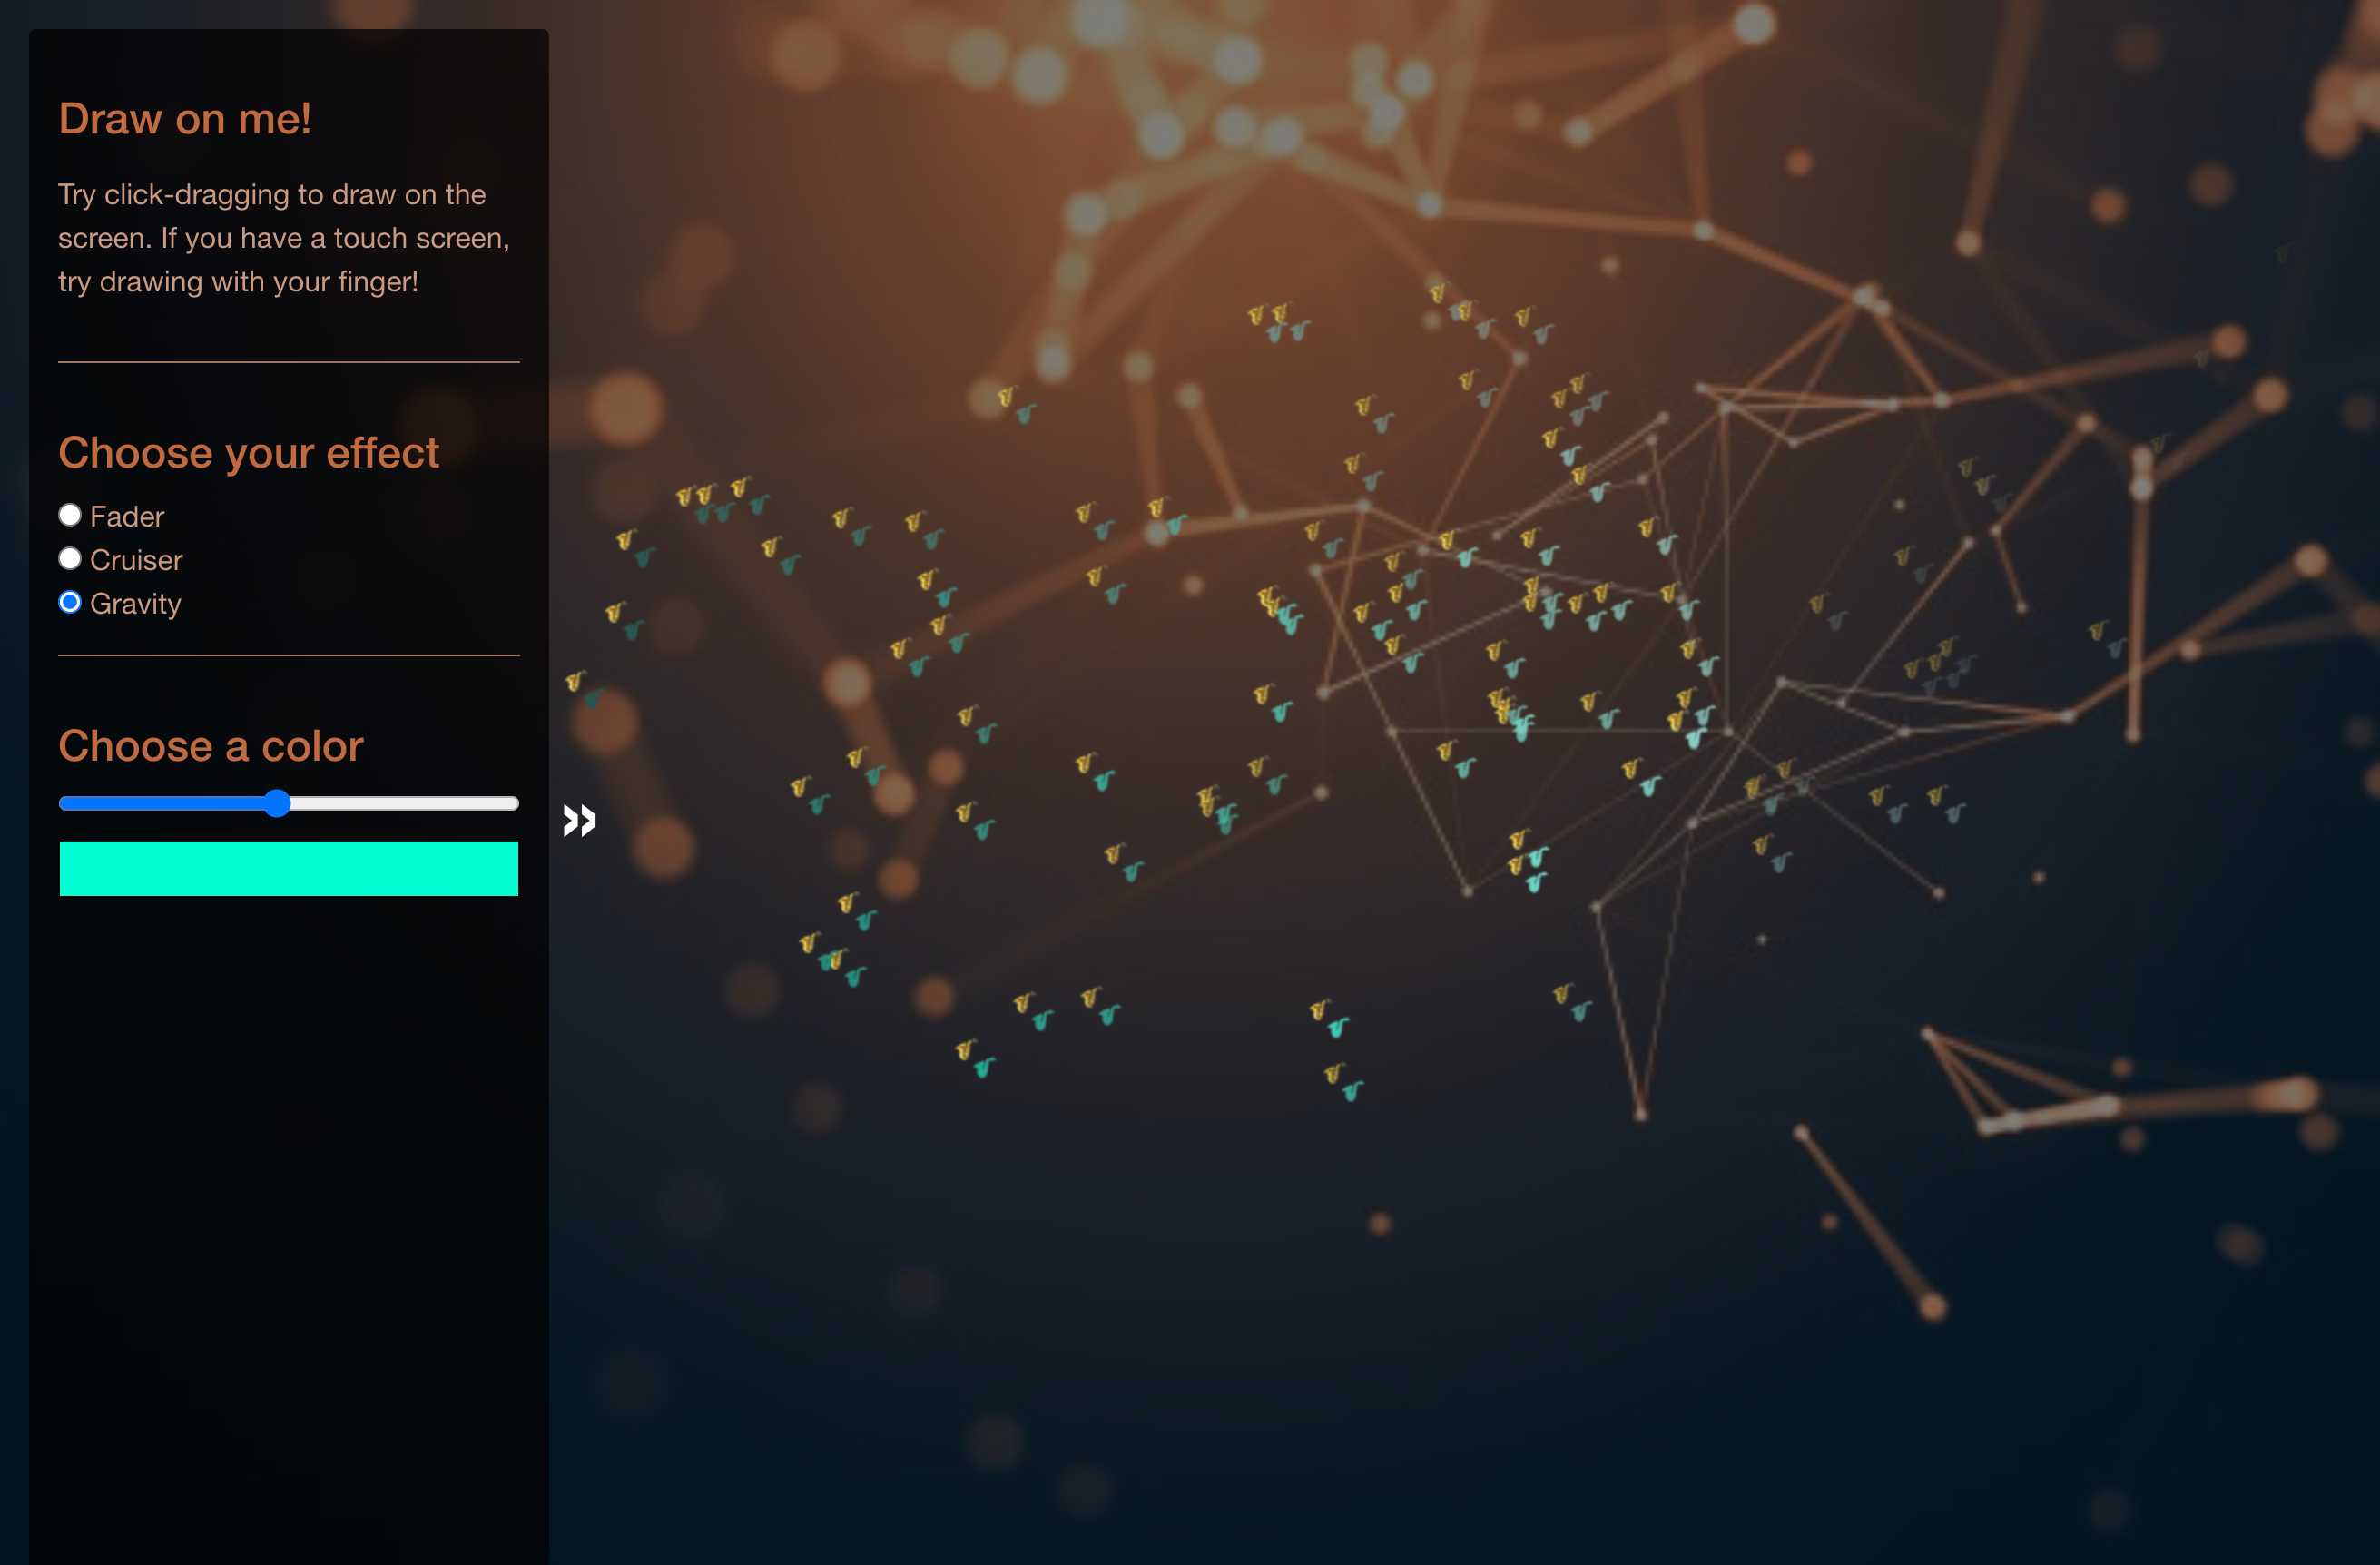 Draw on me!
Try click-dragging to draw on the
screen. If you have a touch screen,
try drawing with your finger!
Choose your effect
Fader
Cruiser
Gravity
Choose a color
»